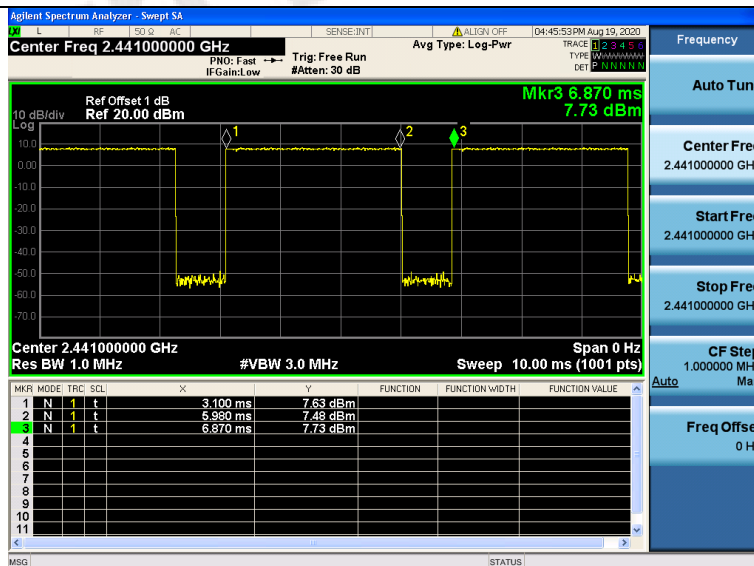 Agilent Spectrum Analyzer - Swept SA
LXI L RF 50 Ω AC SENSE:INT ALIGN OFF 04:45:53 PM Aug 19, 2020
Center Freq 2.441000000 GHz
PNO: Fast
IFGain:Low
Trig: Free Run
#Atten: 30 dB
Avg Type: Log-Pwr
TRACE 1 2 3 4 5 6
TYPE W
DET P N N N N N
Ref Offset 1 dB
10 dB/div Ref 20.00 dBm
Log
Mkr3 6.870 ms
7.73 dBm
1
2
3
10.0
0.00
-10.0
-20.0
-30.0
-40.0
-50.0
-60.0
-70.0
Center 2.441000000 GHz Span 0 Hz
Res BW 1.0 MHz #VBW 3.0 MHz Sweep 10.00 ms (1001 pts)
MKR MODE TRC SCL X Y FUNCTION FUNCTION WIDTH FUNCTION VALUE
1 N 1 t 3.100 ms 7.63 dBm
2 N 1 t 5.980 ms 7.48 dBm
3 N 1 t 6.870 ms 7.73 dBm
4
5
6
7
8
9
10
11
MSG STATUS
Frequency
Auto Tun
Center Fre
2.441000000 GH
Start Fre
2.441000000 GH
Stop Fre
2.441000000 GH
CF Ste
1.000000 MH
Auto Ma
Freq Offse
0 H